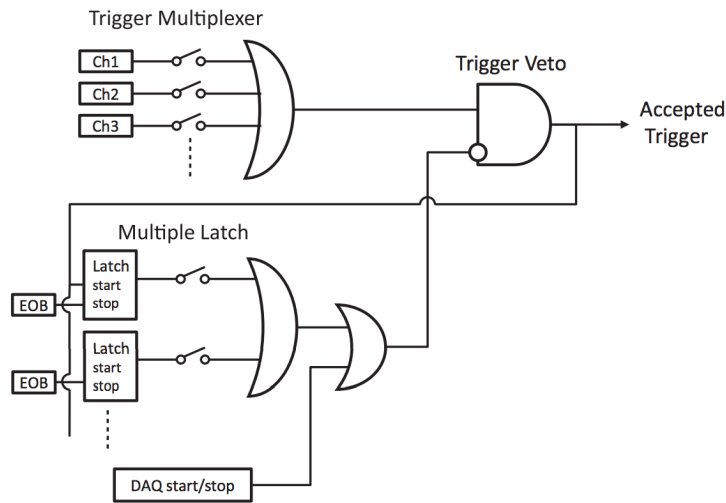 Trigger Multiplexer
Ch1
Ch2
Ch3
Trigger Veto
Accepted
Trigger
Multiple Latch
Latch
start
stop
EOB
Latch
start
stop
EOB
DAQ start/stop